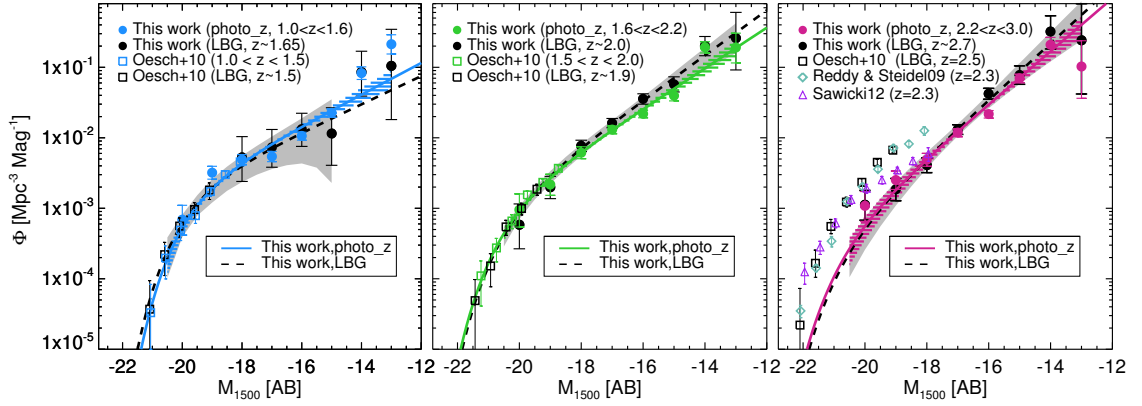 This work (photo_z, 1.0<z<1.6)
This work (LBG, z~1.65)
Oesch+10 (1.0 < z < 1.5)
Oesch+10 (LBG, z~1.5)
This work,photo_z
This work,LBG
1x10^-1
1x10^-2
1x10^-3
1x10^-4
1x10^-5
Φ [Mpc^-3 Mag^-1]
-22 -20 -18 -16 -14 -12
M_1500 [AB]
This work (photo_z, 1.6<z<2.2)
This work (LBG, z~2.0)
Oesch+10 (1.5 < z < 2.0)
Oesch+10 (LBG, z~1.9)
This work,photo_z
This work,LBG
-22 -20 -18 -16 -14 -12
M_1500 [AB]
This work (photo_z, 2.2<z<3.0)
This work (LBG, z~2.7)
Oesch+10 (LBG, z=2.5)
Reddy & Steidel09 (z=2.3)
Sawicki12 (z=2.3)
This work,photo_z
This work,LBG
-22 -20 -18 -16 -14 -12
M_1500 [AB]